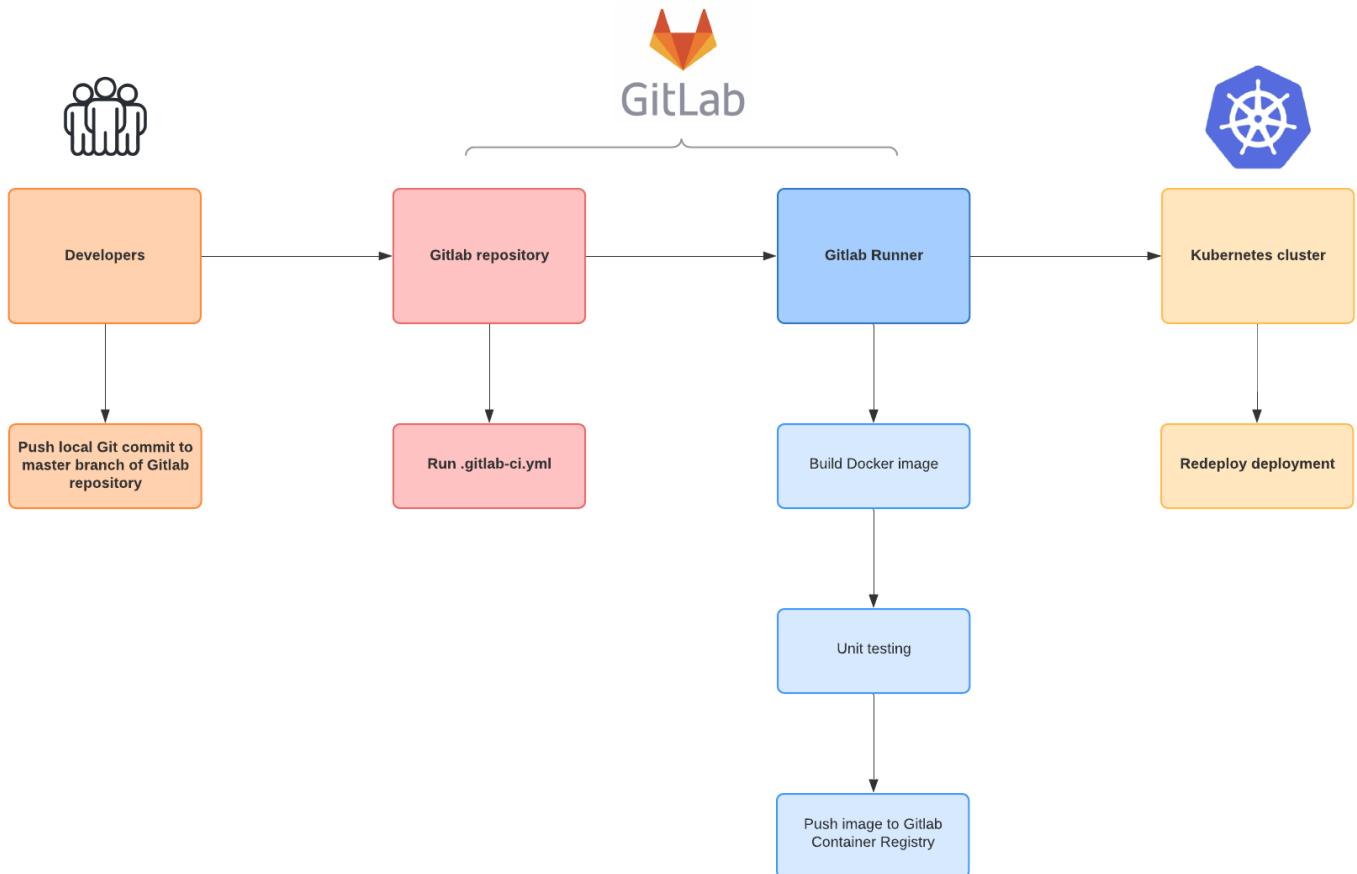 GitLab
Developers
Gitlab repository
Gitlab Runner
Kubernetes cluster
Push local Git commit to
master branch of Gitlab
repository
Run .gitlab-ci.yml
Build Docker image
Redeploy deployment
Unit testing
Push image to Gitlab
Container Registry